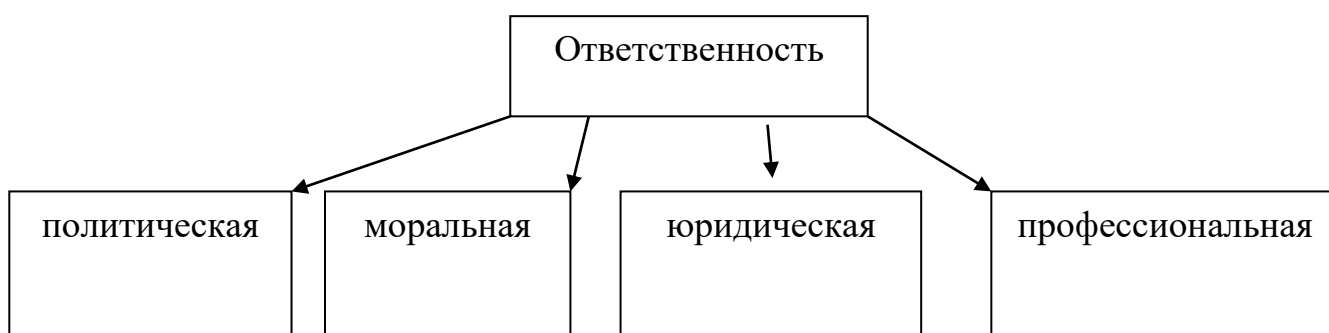 Ответственность
политическая
моральная
юридическая
профессиональная